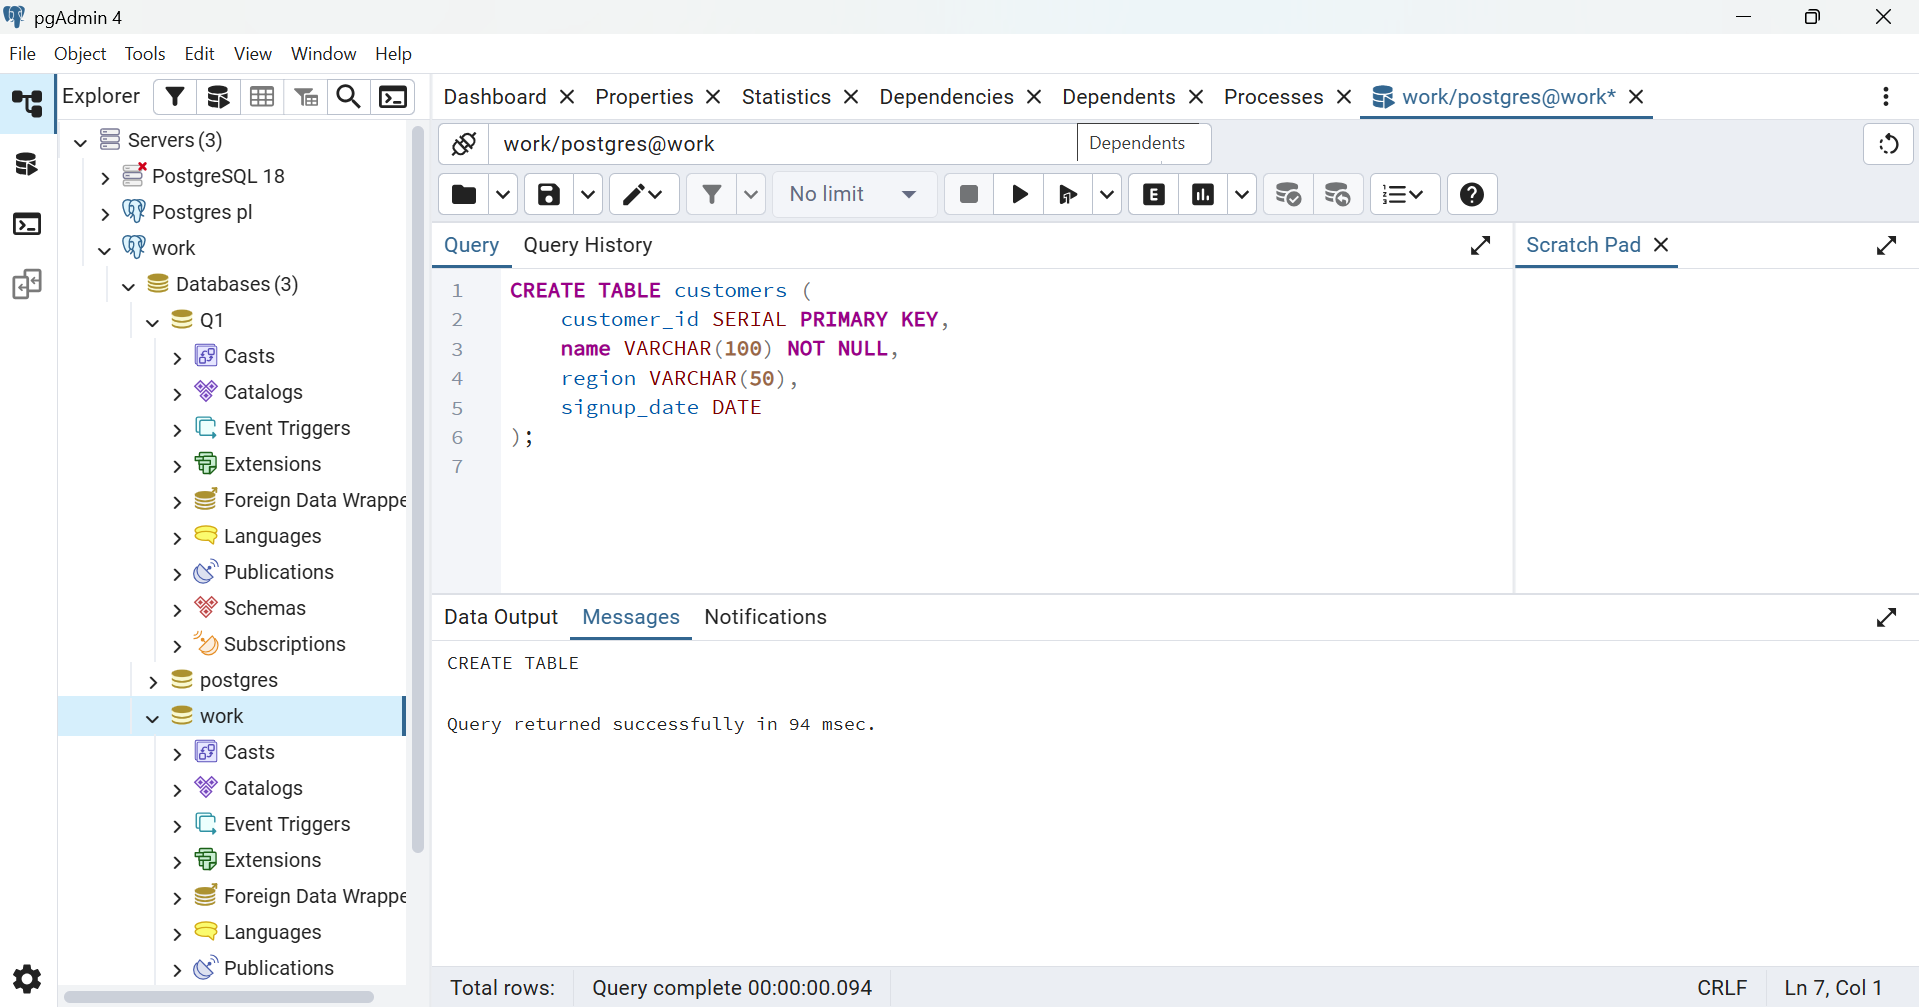 pgAdmin 4
File Object Tools Edit View Window Help
Explorer
Dashboard Properties Statistics Dependencies Dependents Processes work/postgres@work*
Servers (3)
PostgreSQL 18
Postgres pl
work
Databases (3)
Q1
Casts
Catalogs
Event Triggers
Extensions
Foreign Data Wrappe
Languages
Publications
Schemas
Subscriptions
postgres
work
Casts
Catalogs
Event Triggers
Extensions
Foreign Data Wrappe
Languages
Publications
work/postgres@work
Dependents
No limit
E
Query Query History
Scratch Pad
1 CREATE TABLE customers (
2 customer_id SERIAL PRIMARY KEY,
3 name VARCHAR(100) NOT NULL,
4 region VARCHAR(50),
5 signup_date DATE
6 );
7
Data Output Messages Notifications
CREATE TABLE
Query returned successfully in 94 msec.
Total rows: Query complete 00:00:00.094 CRLF Ln 7, Col 1